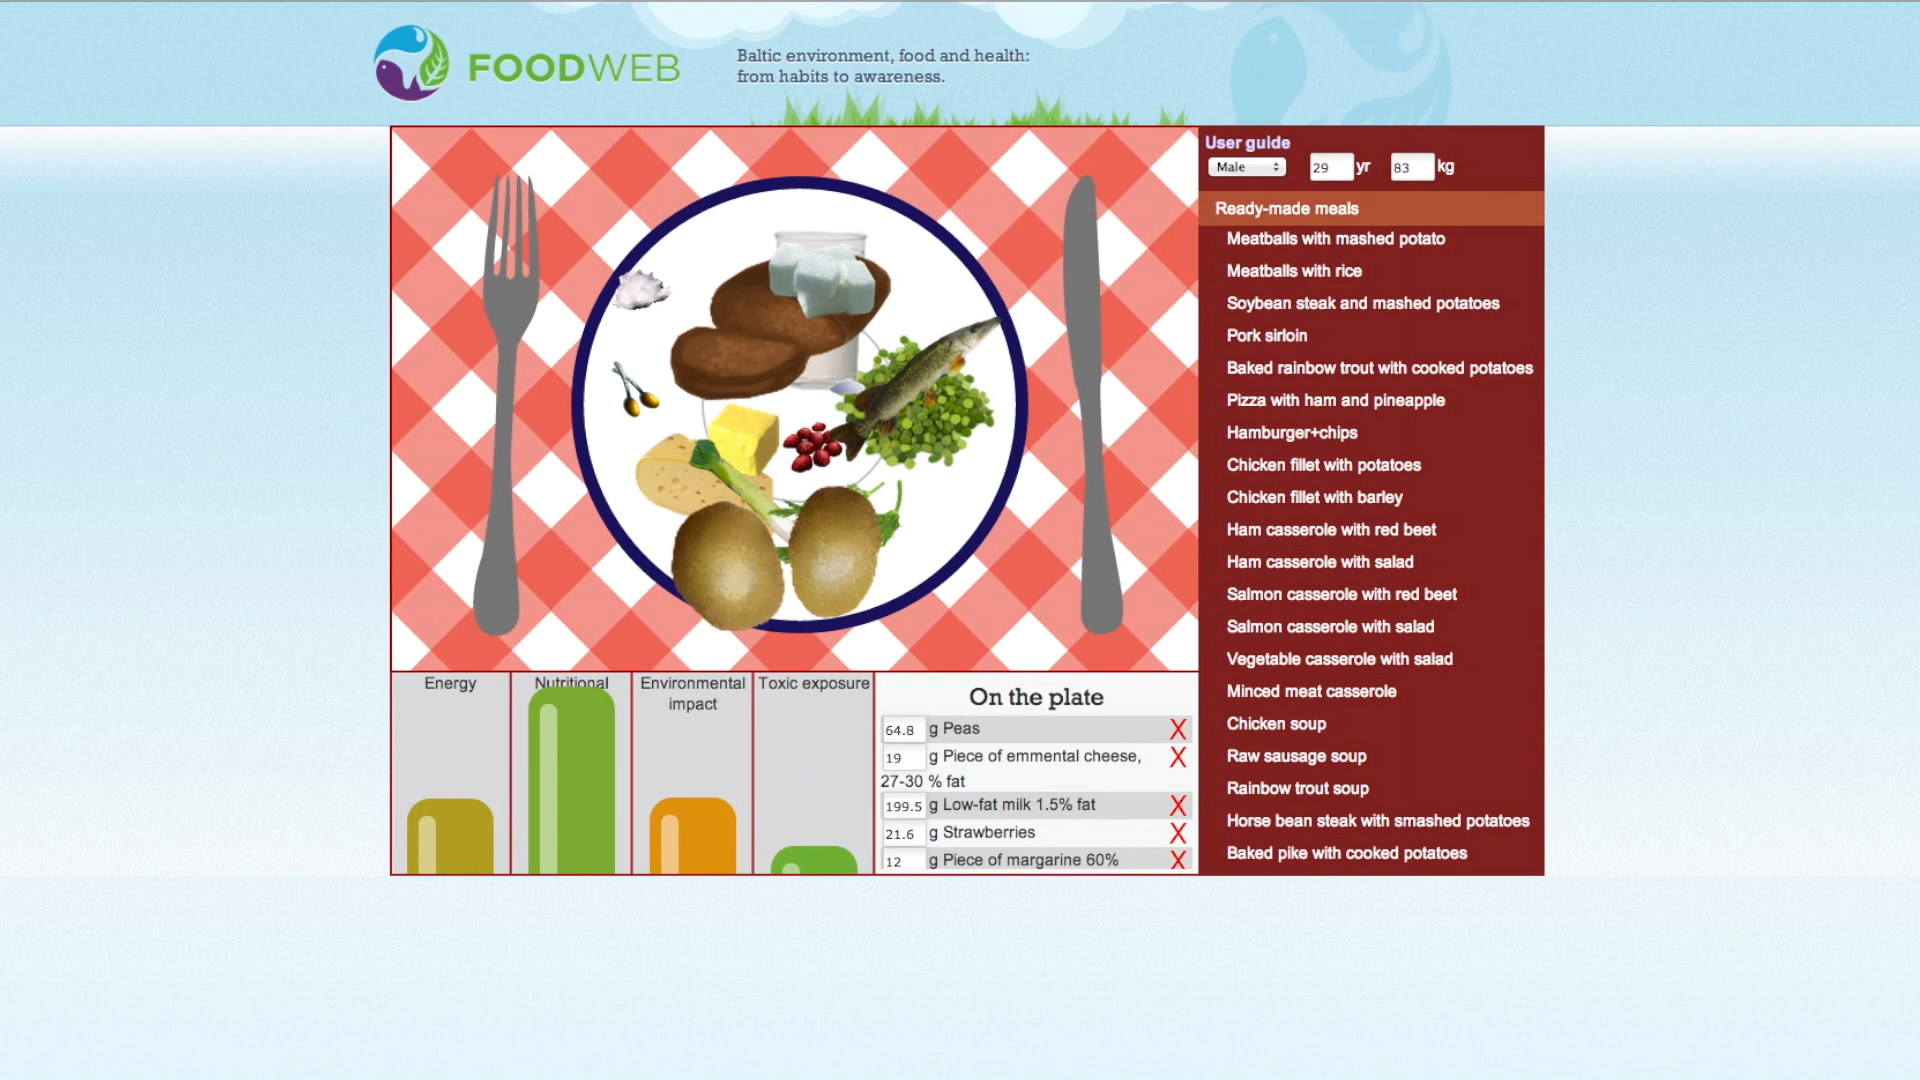 FOODWEB
Baltic environment, food and health:
from habits to awareness.
User guide
Male 29 yr 83 kg
Ready-made meals
Meatballs with mashed potato
Meatballs with rice
Soybean steak and mashed potatoes
Pork sirloin
Baked rainbow trout with cooked potatoes
Pizza with ham and pineapple
Hamburger+chips
Chicken fillet with potatoes
Chicken fillet with barley
Ham casserole with red beet
Ham casserole with salad
Salmon casserole with red beet
Salmon casserole with salad
Vegetable casserole with salad
Minced meat casserole
Chicken soup
Raw sausage soup
Rainbow trout soup
Horse bean steak with smashed potatoes
Baked pike with cooked potatoes
Energy
Nutritional
Environmental
impact
Toxic exposure
On the plate
64.8 g Peas X
19 g Piece of emmental cheese, X
27-30 % fat
199.5 g Low-fat milk 1.5% fat X
21.6 g Strawberries X
12 g Piece of margarine 60% X